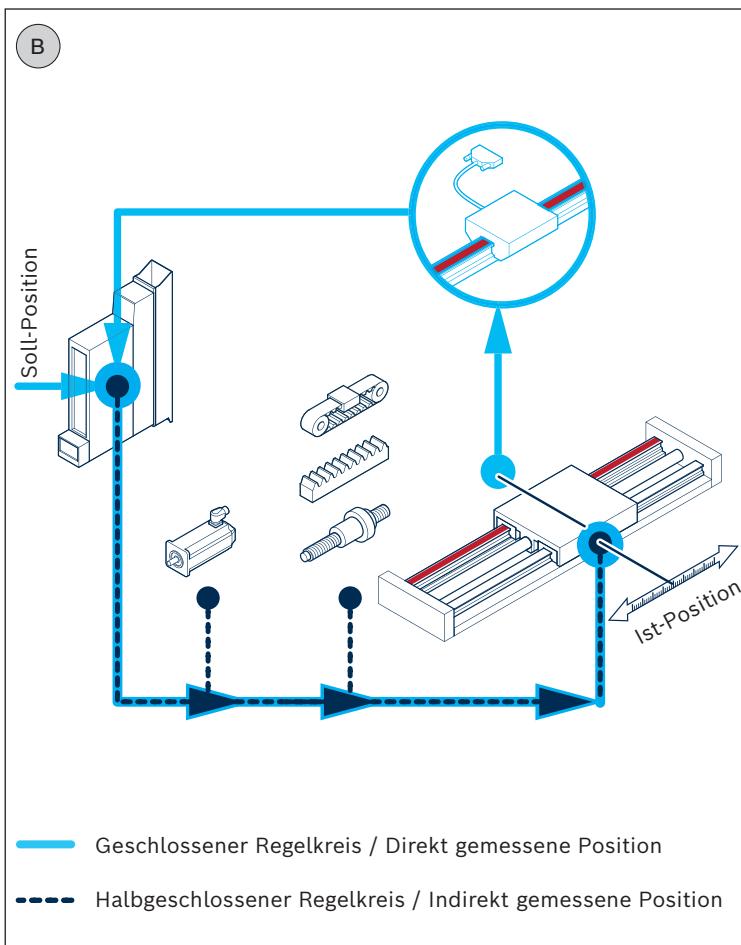 B
Soll-Position
Ist-Position
Geschlossener Regelkreis / Direkt gemessene Position
Halbgeschlossener Regelkreis / Indirekt gemessene Position